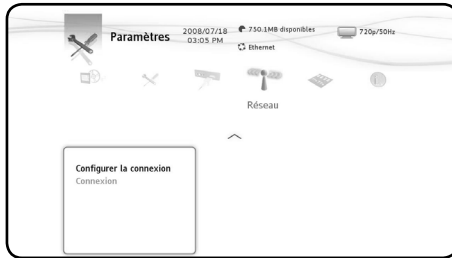 Paramètres
2008/07/18
03:05 PM
750.1MB disponibles
Ethernet
720p/50Hz
Réseau
Configurer la connexion
Connexion